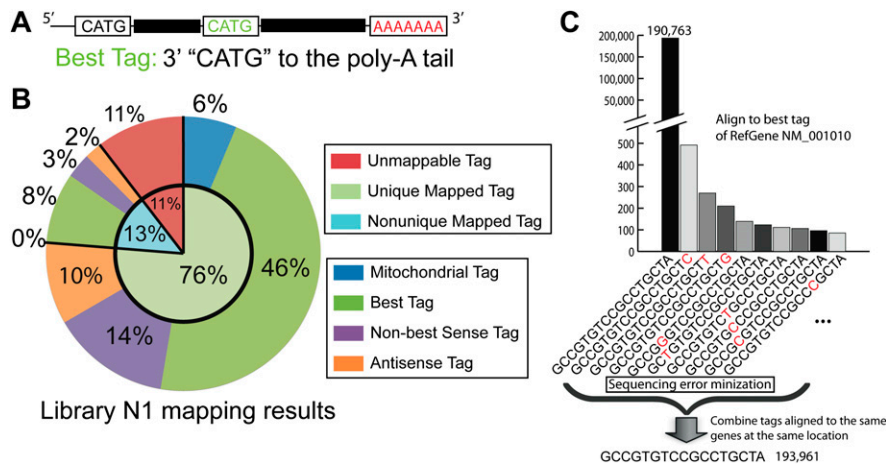 A
5’
CATG
CATG
AAAAAAA
3’
Best Tag: 3’ “CATG” to the poly-A tail
B
6%
46%
14%
10%
0%
8%
3%
2%
11%
11%
13%
76%
Unmappable Tag
Unique Mapped Tag
Nonunique Mapped Tag
Mitochondrial Tag
Best Tag
Non-best Sense Tag
Antisense Tag
Library N1 mapping results
C
190,763
200,000
150,000
100,000
50,000
500
400
300
200
100
0
Align to best tag
of RefGene NM_001010
GCCGTGTCCGCCTGCTA
GCCGTGTCCGCCTGCTC
GCCGTGTCCGCCTGCTT
GCCGTGTCCGCCTGCTG
GCCGGGTCCGCCTGCTA
GCTGTGTCCGCCTGCTA
GCCGTGTCTGCCTGCTA
GCCGTGCCCGCCTGCTA
GCCGCGTCCGCCTGCTA
GCCGTGTCCGCCCGCTA
...
Sequencing error minization
Combine tags aligned to the same
genes at the same location
GCCGTGTCCGCCTGCTA 193,961